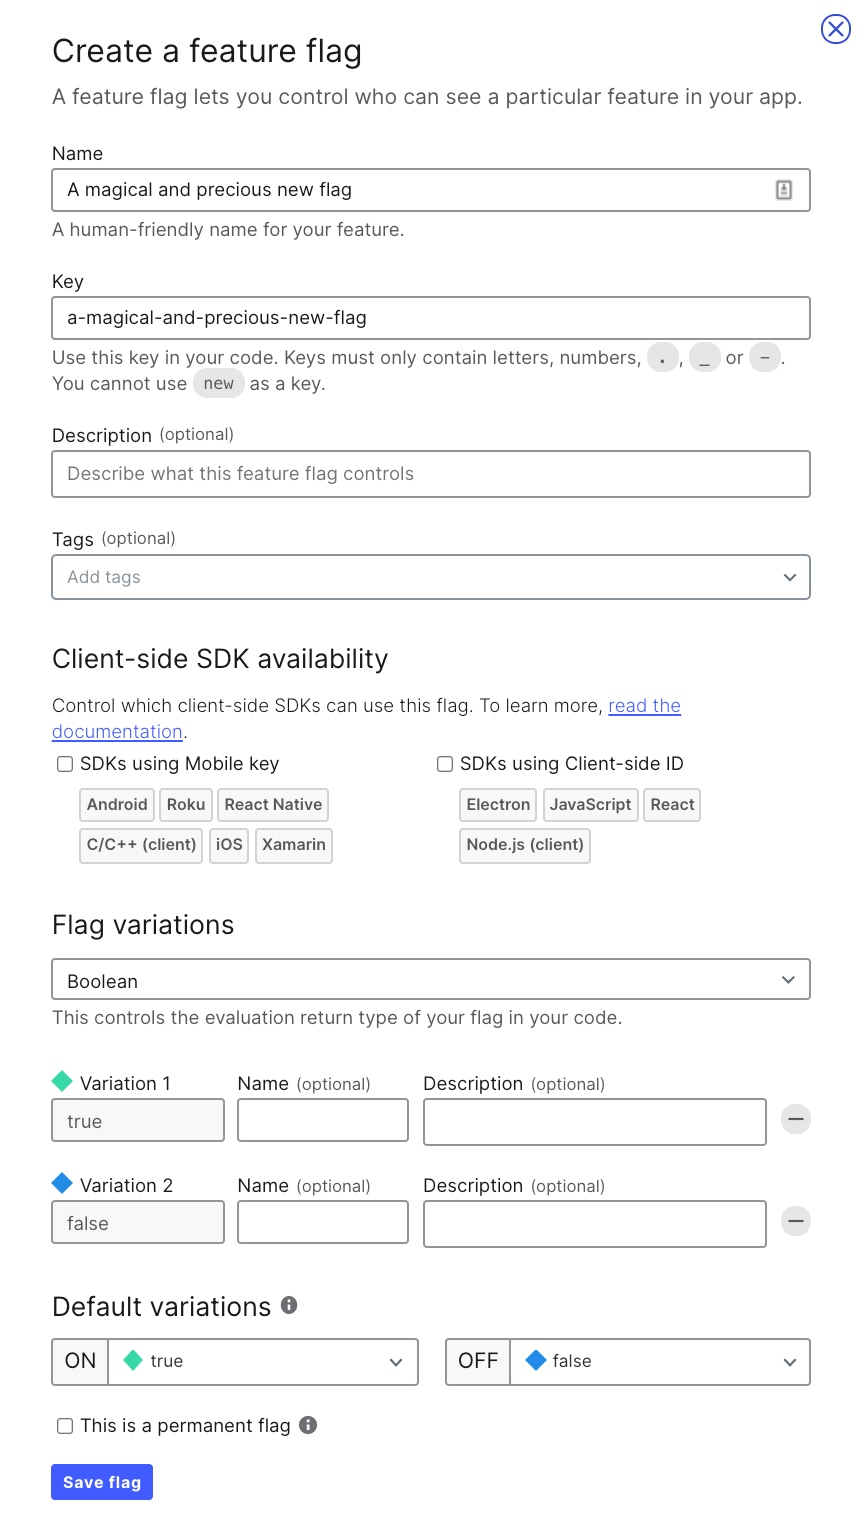 Create a feature flag
A feature flag lets you control who can see a particular feature in your app.
Name
A magical and precious new flag
A human-friendly name for your feature.
Key
a-magical-and-precious-new-flag
Use this key in your code. Keys must only contain letters, numbers, . , _ or - .
You cannot use new as a key.
Description (optional)
Describe what this feature flag controls
Tags (optional)
Add tags
Client-side SDK availability
Control which client-side SDKs can use this flag. To learn more, read the
documentation.
SDKs using Mobile key
Android Roku React Native
C/C++ (client) iOS Xamarin
SDKs using Client-side ID
Electron JavaScript React
Node.js (client)
Flag variations
Boolean
This controls the evaluation return type of your flag in your code.
Variation 1 Name (optional) Description (optional)
true
Variation 2 Name (optional) Description (optional)
false
Default variations
ON true OFF false
This is a permanent flag
Save flag